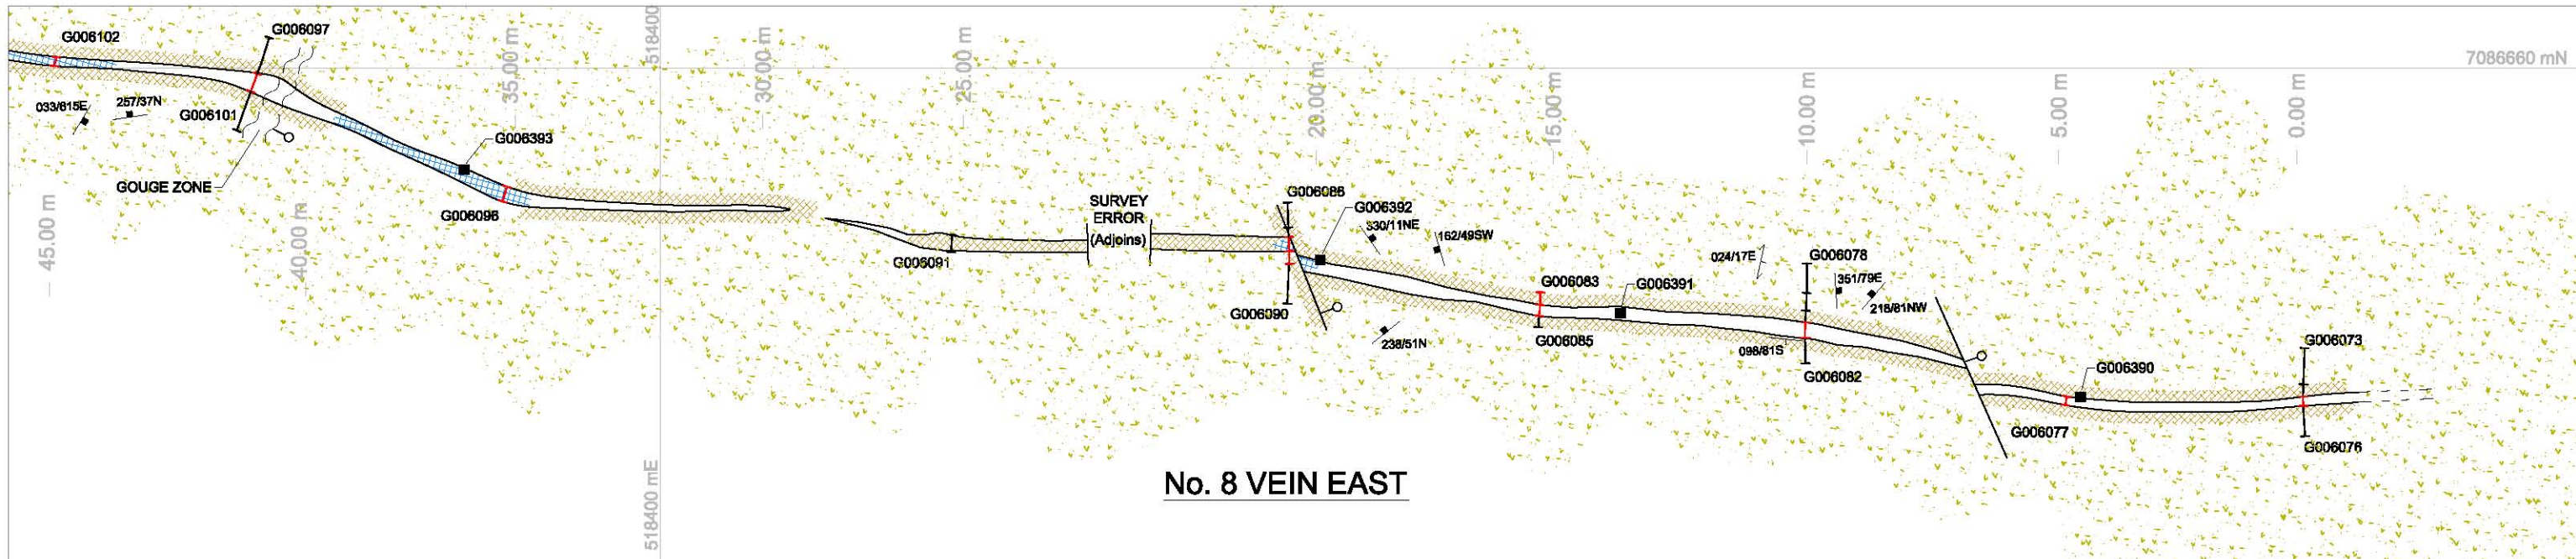 G006102
G006097
033/615E
257/37N
G006101
GOUGE ZONE
G006393
G006096
45.00 m
40.00 m
35.00 m
518400
518400 mE
30.00 m
25.00 m
G006091
SURVEY
ERROR
(Adjoins)
G006086
G006392
330/11NE
162/49SW
G006090
238/51N
20.00 m
15.00 m
G006083
G006391
G006085
024/17E
G006078
351/79E
218/81NW
098/81S
G006082
10.00 m
5.00 m
0.00 m
7086660 mN
G006073
G006390
G006077
G006076
No. 8 VEIN EAST